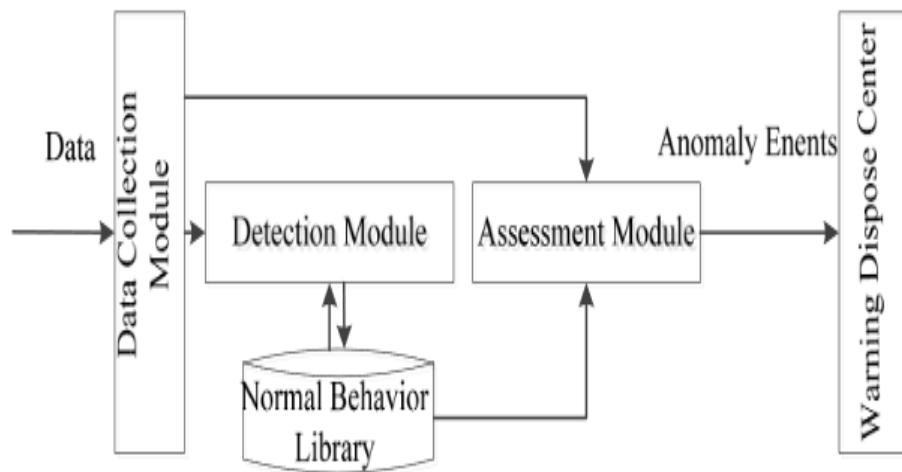 Data
Data Collection
Module
Detection Module
Normal Behavior
Library
Assessment Module
Anomaly Enents
Warning Dispose Center